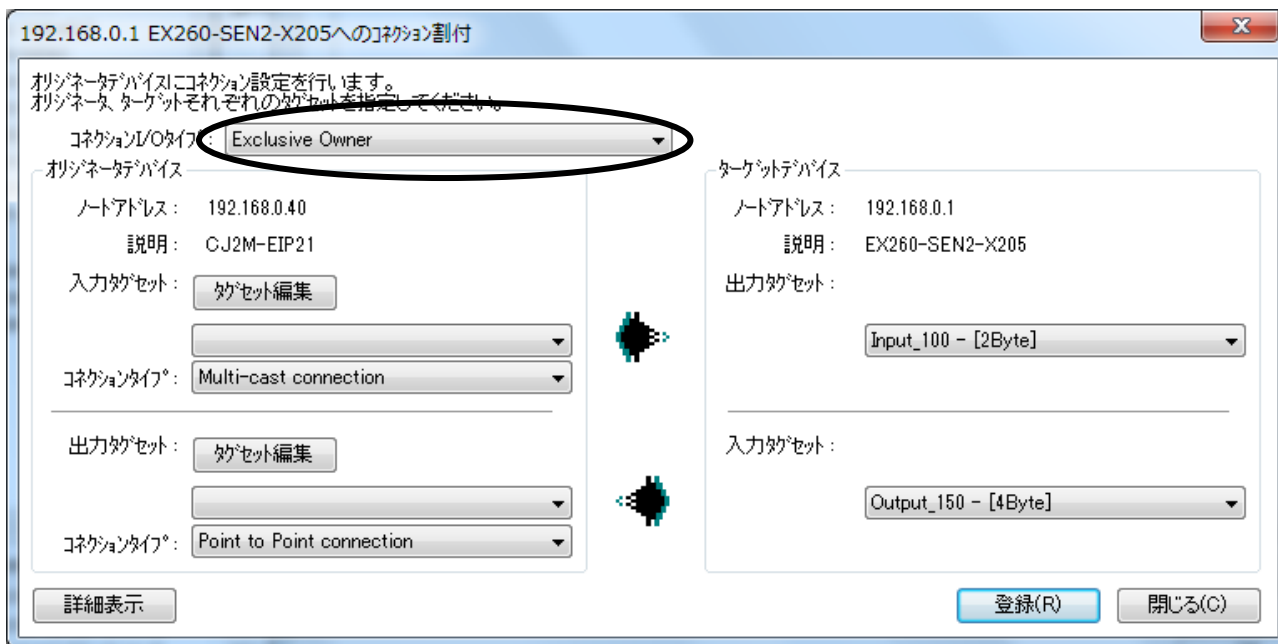 192.168.0.1 EX260-SEN2-X205へのコネクション割付
オリジネータデバイスにコネクション設定を行います。
オリジネータ、ターゲットそれぞれのタグセットを指定してください。
コネクションI/Oタイプ： Exclusive Owner
オリジネータデバイス
ノードアドレス： 192.168.0.40
説明： CJ2M-EIP21
入力タグセット： タグセット編集
コネクションタイプ： Multi-cast connection
出力タグセット： タグセット編集
コネクションタイプ： Point to Point connection
ターゲットデバイス
ノードアドレス： 192.168.0.1
説明： EX260-SEN2-X205
出力タグセット：
Input_100 - [2Byte]
入力タグセット：
Output_150 - [4Byte]
詳細表示 登録(R) 閉じる(C)